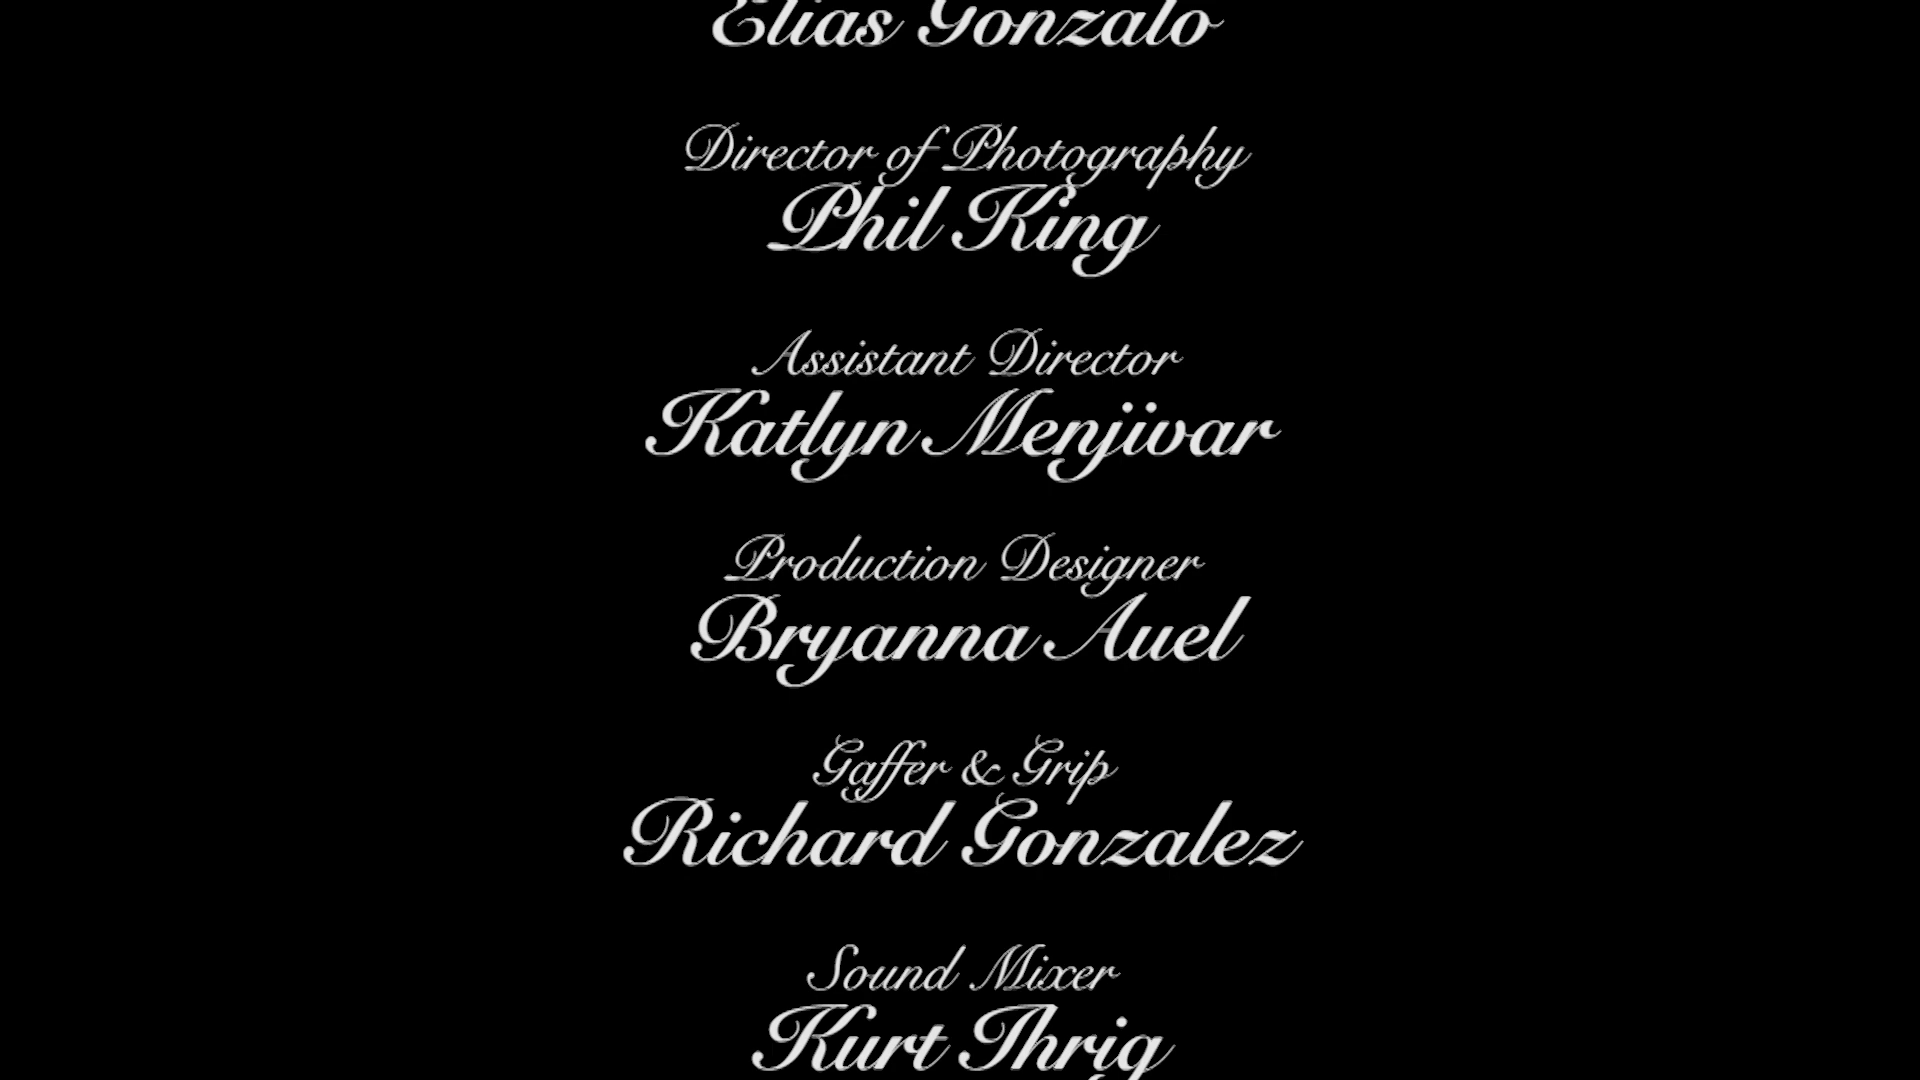 Elias Gonzalo
Director of Photography
Phil King
Assistant Director
Katlyn Menjivar
Production Designer
Bryanna Auel
Gaffer & Grip
Richard Gonzalez
Sound Mixer
Kurt Ihrig